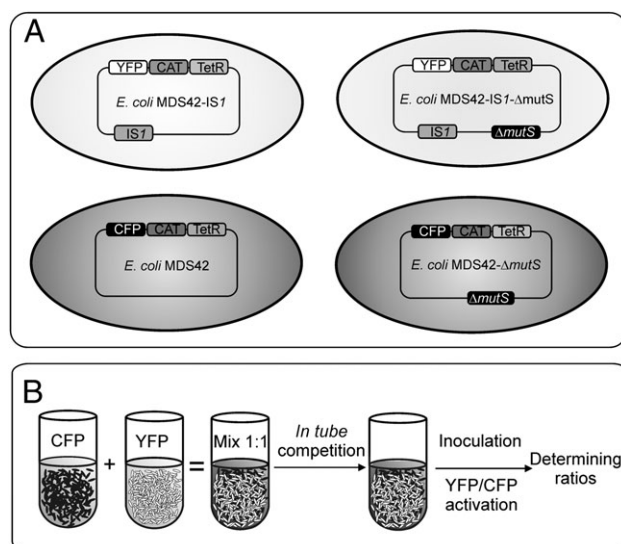 A
YFP CAT TetR
E. coli MDS42-IS1
IS1
YFP CAT TetR
E. coli MDS42-IS1-ΔmutS
IS1 ΔmutS
CFP CAT TetR
E. coli MDS42
CFP CAT TetR
E. coli MDS42-ΔmutS
ΔmutS
B
CFP + YFP = Mix 1:1
In tube
competition
Inoculation
YFP/CFP
activation
Determining
ratios